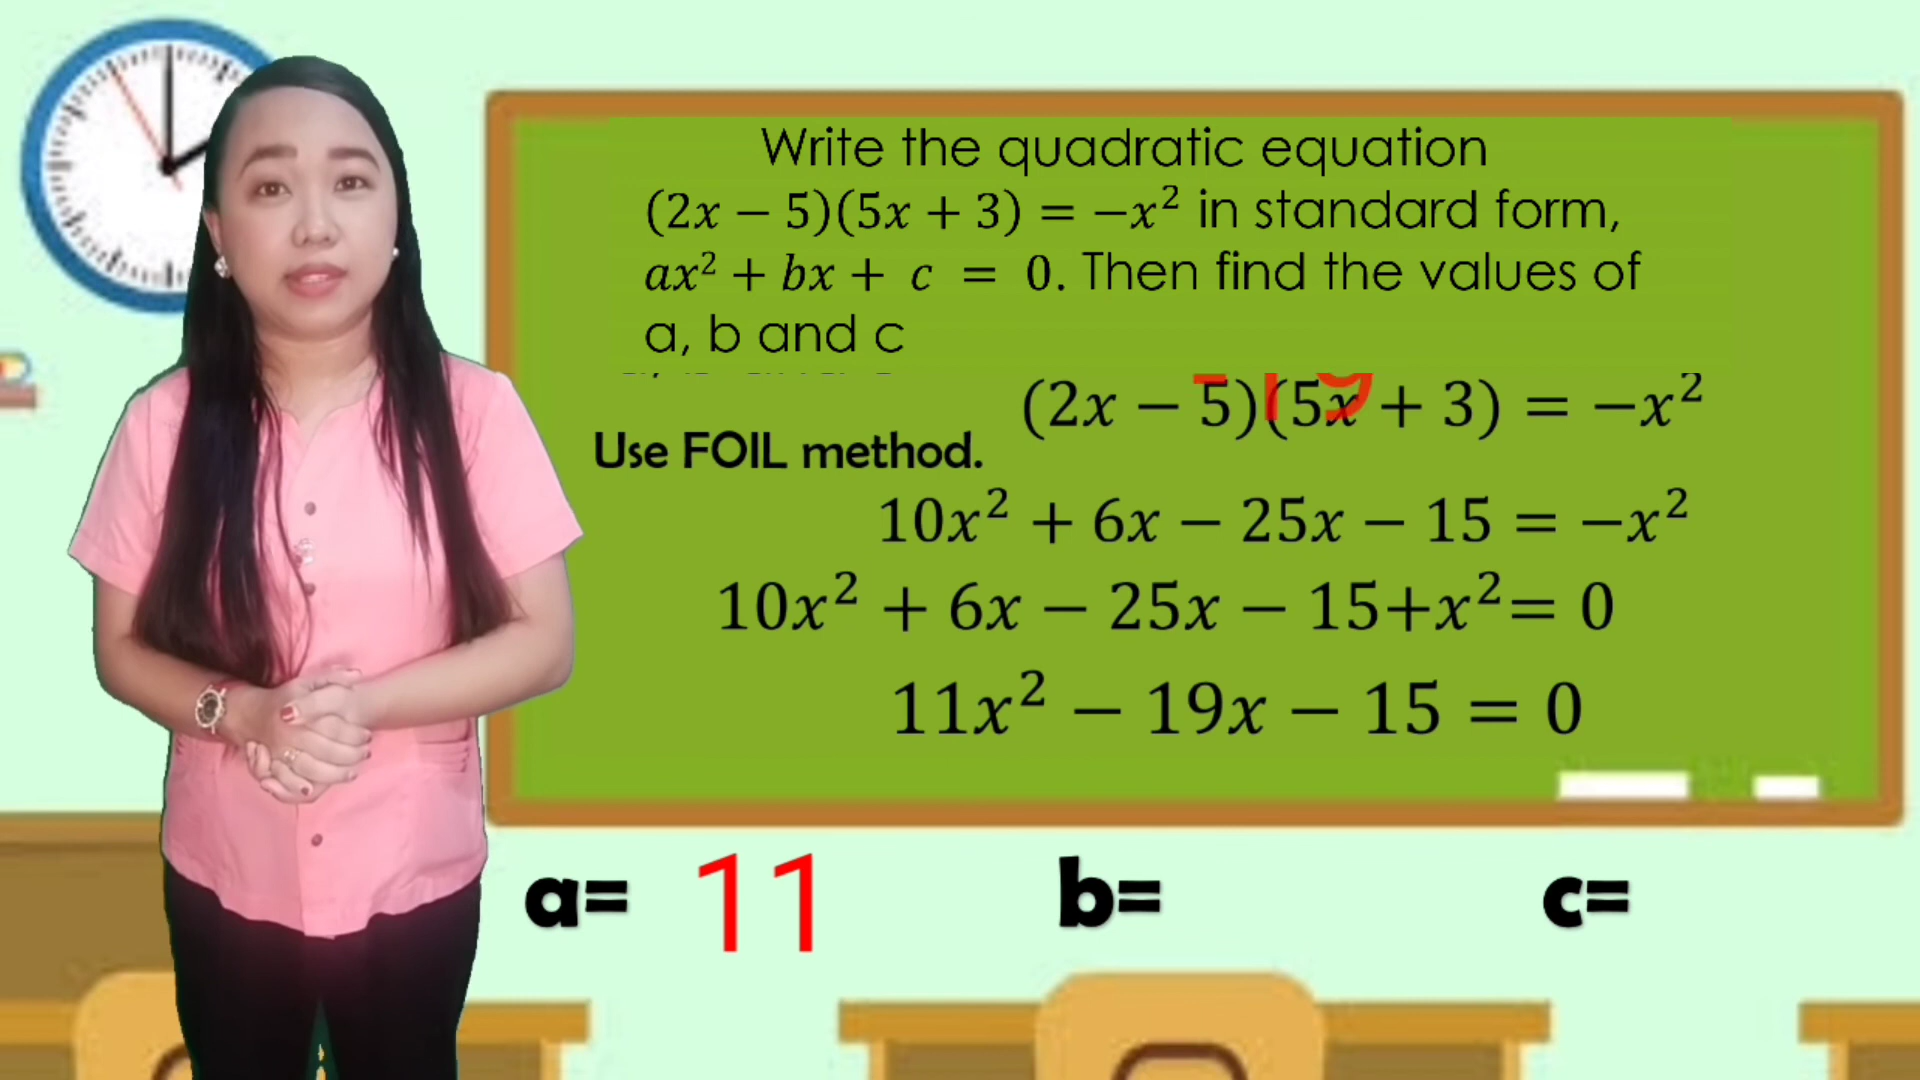 Write the quadratic equation
(2x − 5)(5x + 3) = −x² in standard form,
ax² + bx + c = 0. Then find the values of
a, b and c
-19
(2x − 5)(5x + 3) = −x²
Use FOIL method.
10x² + 6x − 25x − 15 = −x²
10x² + 6x − 25x − 15+x²= 0
11x² − 19x − 15 = 0
a= 11 b= c=